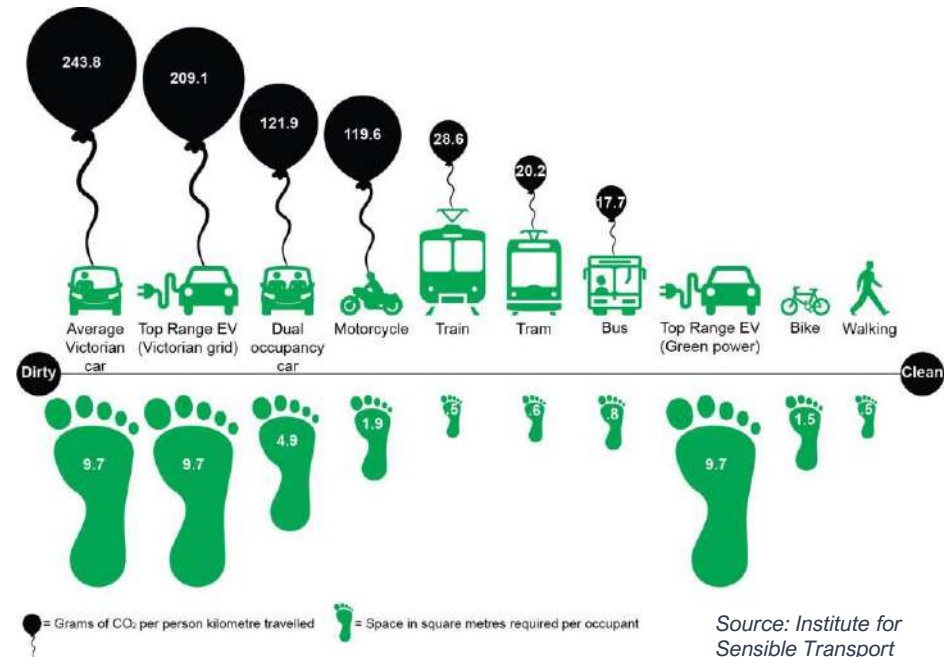 243.8
209.1
121.9
119.6
28.6
20.2
17.7
Average
Victorian
car
Top Range EV
(Victorian grid)
Dual
occupancy
car
Motorcycle
Train
Tram
Bus
Top Range EV
(Green power)
Bike
Walking
Dirty
Clean
9.7
9.7
4.9
1.9
.5
.6
.8
9.7
1.5
.5
= Grams of CO₂ per person kilometre travelled
= Space in square metres required per occupant
Source: Institute for
Sensible Transport